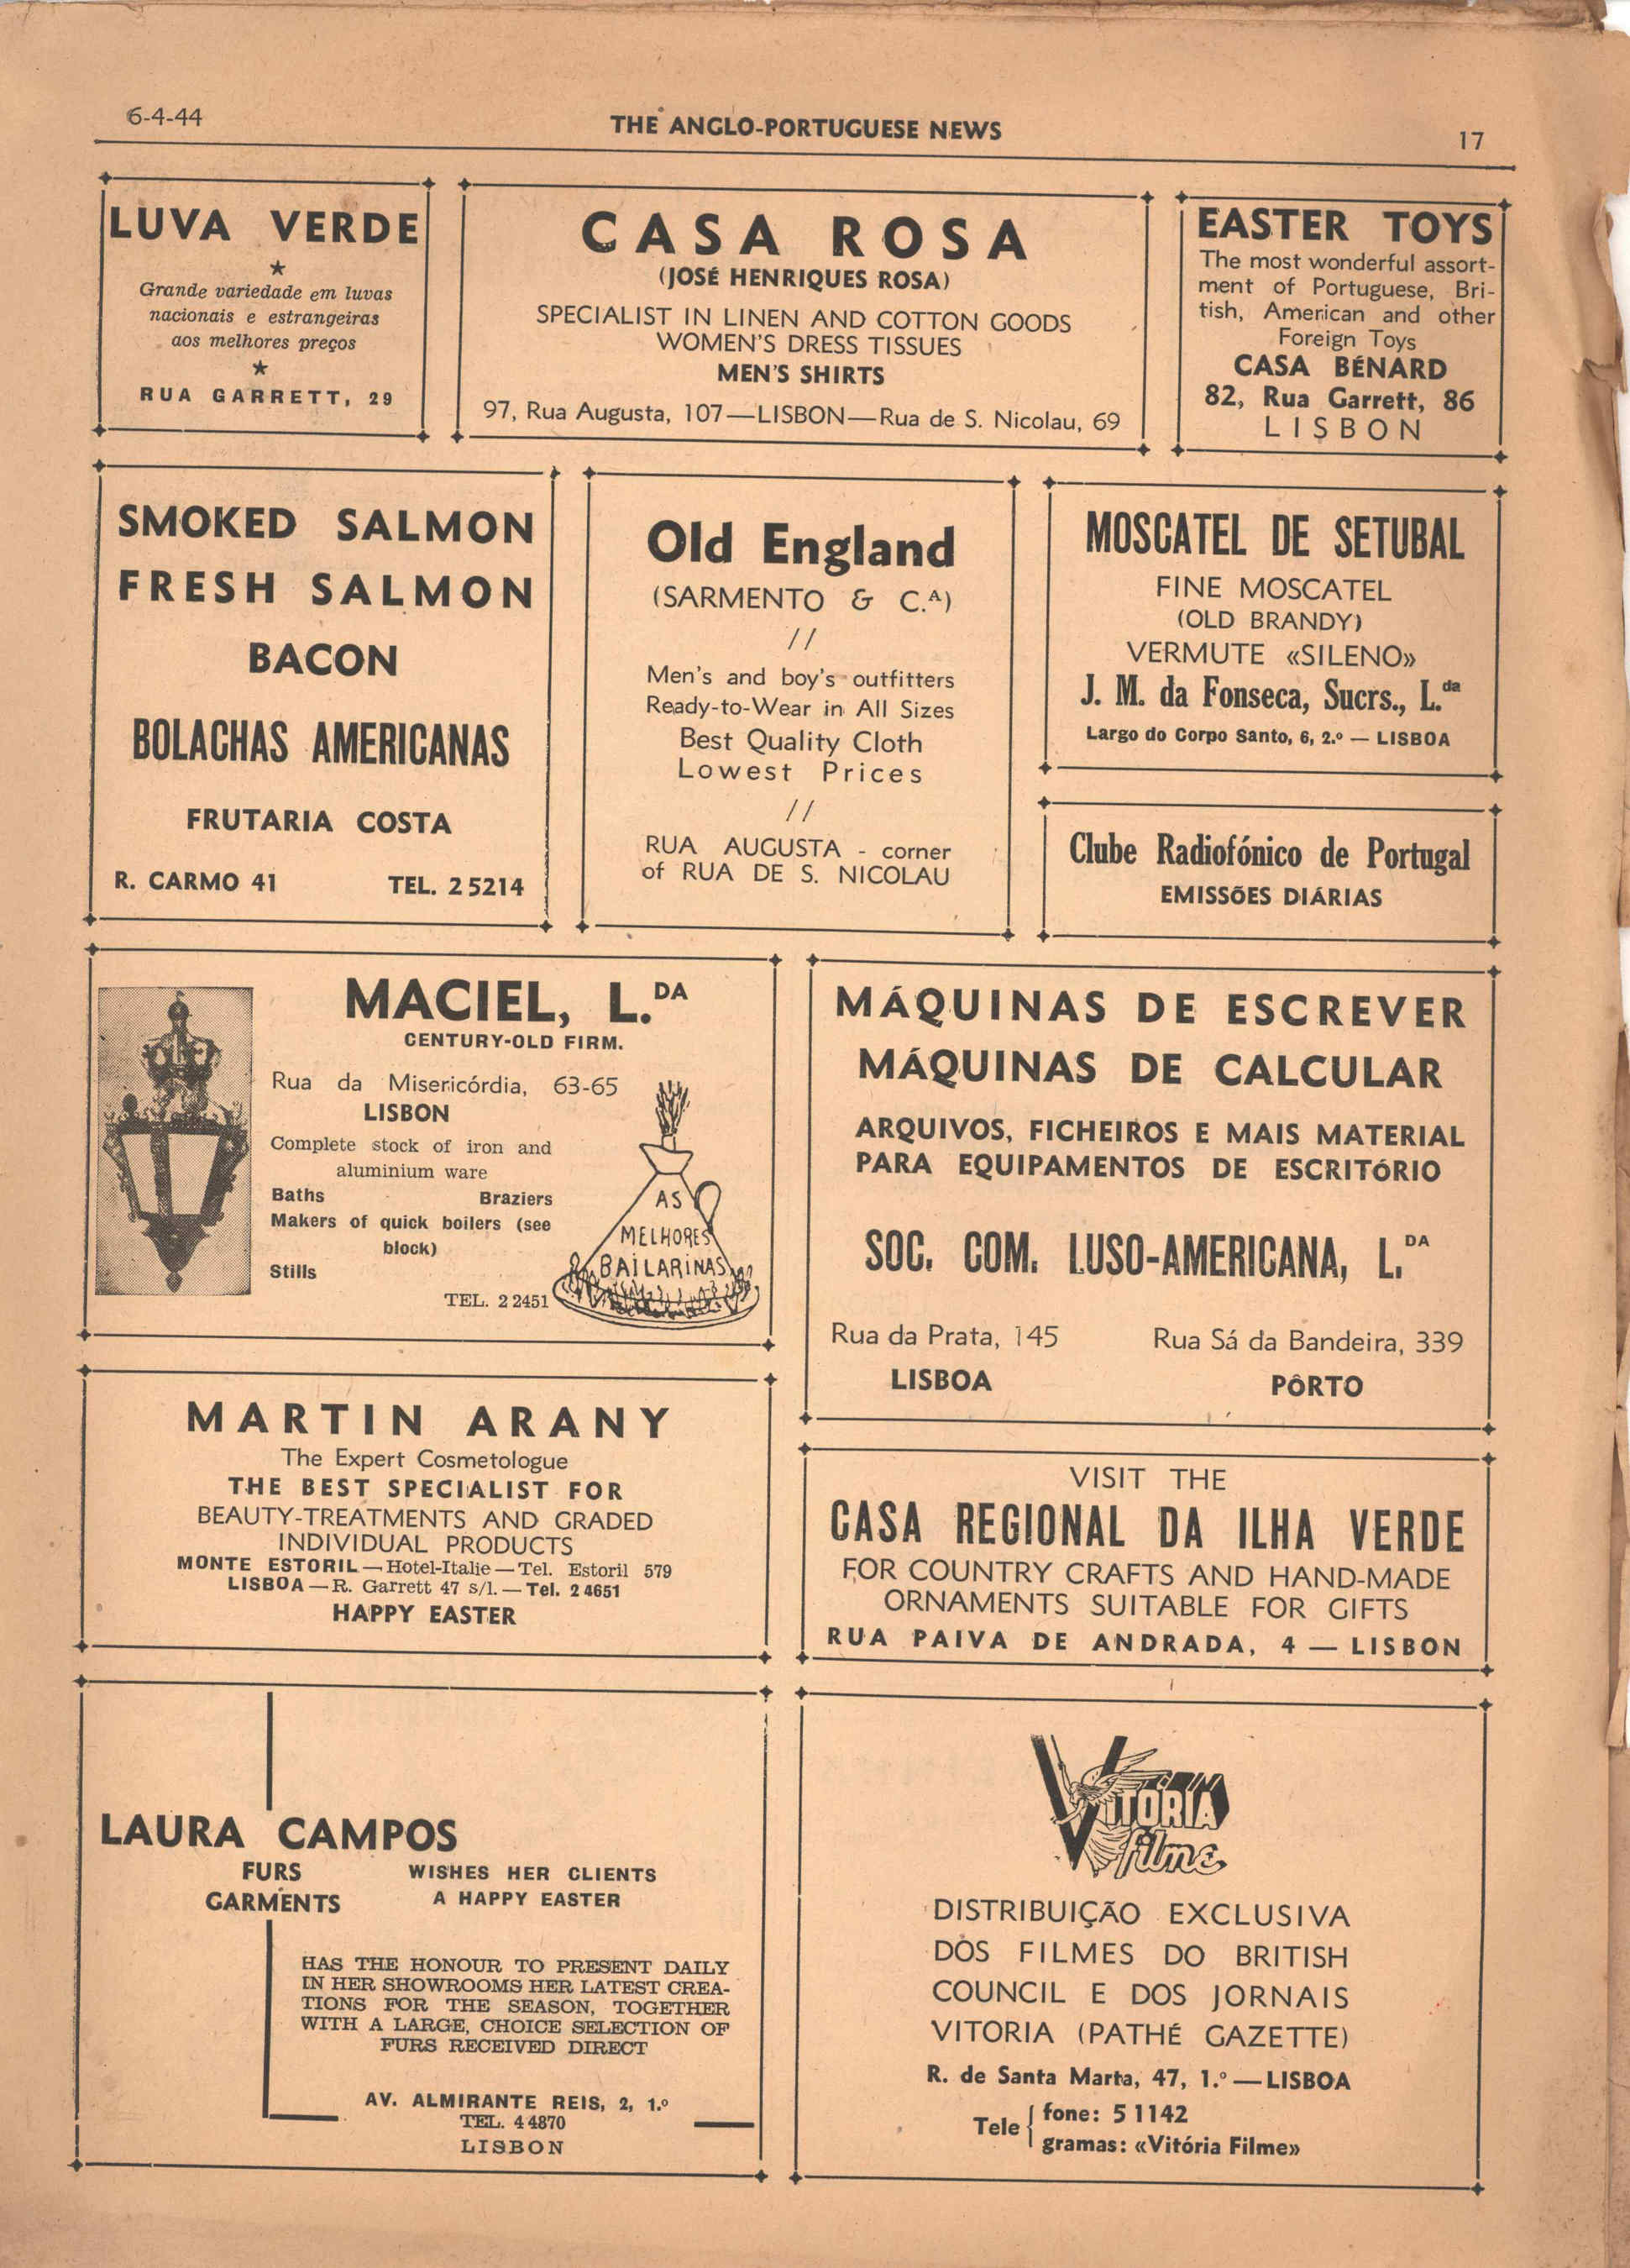 6-4-44
THE ANGLO-PORTUGUESE NEWS
17
LUVA VERDE
Grande variedade em luvas
nacionais e estrangeiras
aos melhores preços
RUA GARRETT, 29
CASA ROSA
(JOSÉ HENRIQUES ROSA)
SPECIALIST IN LINEN AND COTTON GOODS
WOMEN'S DRESS TISSUES
MEN'S SHIRTS
97, Rua Augusta, 107—LISBON—Rua de S. Nicolau, 69
EASTER TOYS
The most wonderful assort-
ment of Portuguese, Bri-
tish, American and other
Foreign Toys
CASA BÉNARD
82, Rua Garrett, 86
LISBON
SMOKED SALMON
FRESH SALMON
BACON
BOLACHAS AMERICANAS
FRUTARIA COSTA
R. CARMO 41 TEL. 25214
Old England
(SARMENTO & C.A)
//
Men's and boy's outfitters
Ready-to-Wear in All Sizes
Best Quality Cloth
Lowest Prices
//
RUA AUGUSTA - corner
of RUA DE S. NICOLAU
MOSCATEL DE SETUBAL
FINE MOSCATEL
(OLD BRANDY)
VERMUTE «SILENO»
J. M. da Fonseca, Sucrs., L.da
Largo do Corpo Santo, 6, 2.º — LISBOA
Clube Radiofónico de Portugal
EMISSÕES DIÁRIAS
MACIEL, L.DA
CENTURY-OLD FIRM.
Rua da Misericórdia, 63-65
LISBON
Complete stock of iron and
aluminium ware
Baths Braziers
Makers of quick boilers (see
block)
Stills
TEL. 22451
AS
MELHORES
BAILARINAS
MÁQUINAS DE ESCREVER
MÁQUINAS DE CALCULAR
ARQUIVOS, FICHEIROS E MAIS MATERIAL
PARA EQUIPAMENTOS DE ESCRITÓRIO
SOC. COM. LUSO-AMERICANA, L.DA
Rua da Prata, 145 Rua Sá da Bandeira, 339
LISBOA PÔRTO
MARTIN ARANY
The Expert Cosmetologue
THE BEST SPECIALIST FOR
BEAUTY-TREATMENTS AND GRADED
INDIVIDUAL PRODUCTS
MONTE ESTORIL — Hotel-Italie — Tel. Estoril 579
LISBOA — R. Garrett 47 s/l. — Tel. 24651
HAPPY EASTER
VISIT THE
CASA REGIONAL DA ILHA VERDE
FOR COUNTRY CRAFTS AND HAND-MADE
ORNAMENTS SUITABLE FOR GIFTS
RUA PAIVA DE ANDRADA, 4 — LISBON
LAURA CAMPOS
FURS
GARMENTS
WISHES HER CLIENTS
A HAPPY EASTER
HAS THE HONOUR TO PRESENT DAILY
IN HER SHOWROOMS HER LATEST CREA-
TIONS FOR THE SEASON, TOGETHER
WITH A LARGE, CHOICE SELECTION OF
FURS RECEIVED DIRECT
AV. ALMIRANTE REIS, 2, 1.º
TEL. 44870
LISBON
VITÓRIA
filme
DISTRIBUIÇÃO EXCLUSIVA
DOS FILMES DO BRITISH
COUNCIL E DOS JORNAIS
VITORIA (PATHÉ GAZETTE)
R. de Santa Marta, 47, 1.º — LISBOA
Tele { fone: 51142
gramas: «Vitória Filme»